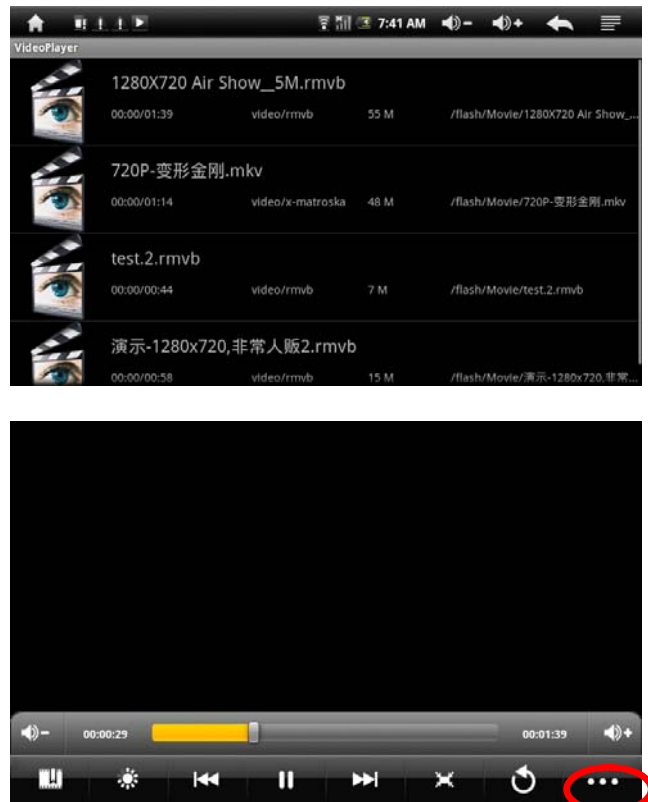 7:41 AM
VideoPlayer
1280X720 Air Show__5M.rmvb
00:00/01:39 video/rmvb 55 M /flash/Movie/1280X720 Air Show_...
720P-变形金刚.mkv
00:00/01:14 video/x-matroska 48 M /flash/Movie/720P-变形金刚.mkv
test.2.rmvb
00:00/00:44 video/rmvb 7 M /flash/Movie/test.2.rmvb
演示-1280x720,非常人贩2.rmvb
00:00/00:58 video/rmvb 15 M /flash/Movie/演示-1280x720,非常...
00:00:29 00:01:39